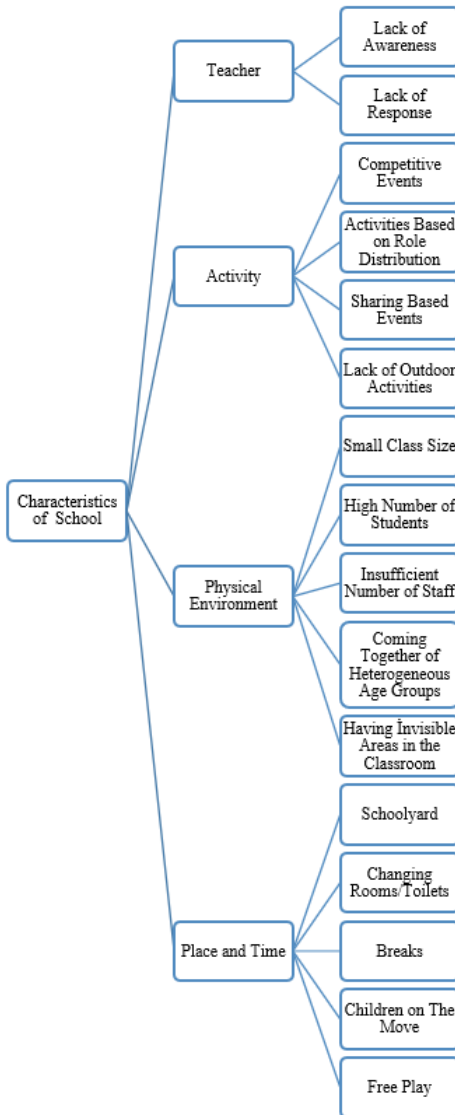 Characteristics
of School
Teacher
Lack of
Awareness
Lack of
Response
Activity
Competitive
Events
Activities Based
on Role
Distribution
Sharing Based
Events
Lack of Outdoor
Activities
Physical
Environment
Small Class Size
High Number of
Students
Insufficient
Number of Staff
Coming
Together of
Heterogeneous
Age Groups
Having İnvisible
Areas in the
Classroom
Place and Time
Schoolyard
Changing
Rooms/Toilets
Breaks
Children on The
Move
Free Play